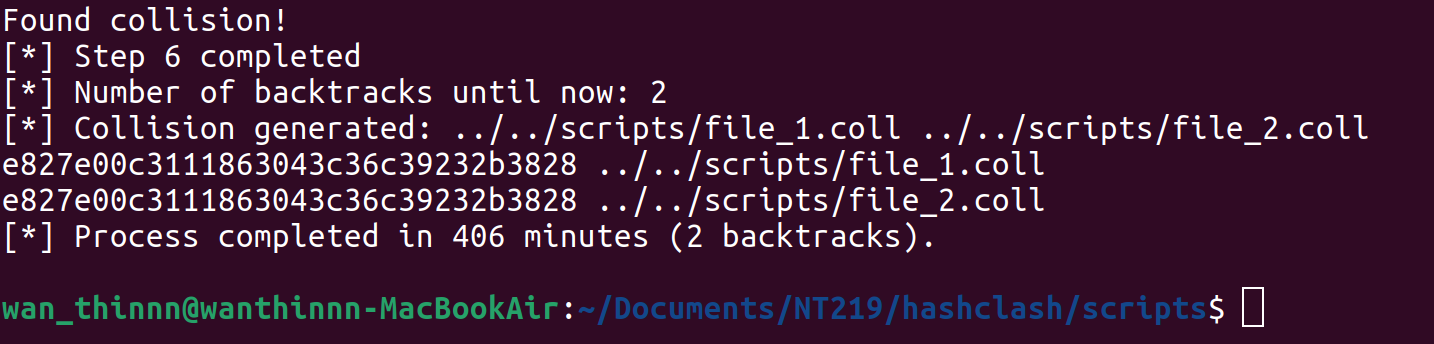 Found collision!
[*] Step 6 completed
[*] Number of backtracks until now: 2
[*] Collision generated: ../../scripts/file_1.coll ../../scripts/file_2.coll
e827e00c3111863043c36c39232b3828 ../../scripts/file_1.coll
e827e00c3111863043c36c39232b3828 ../../scripts/file_2.coll
[*] Process completed in 406 minutes (2 backtracks).
wan_thinnn@wanthinnn-MacBookAir:~/Documents/NT219/hashclash/scripts$